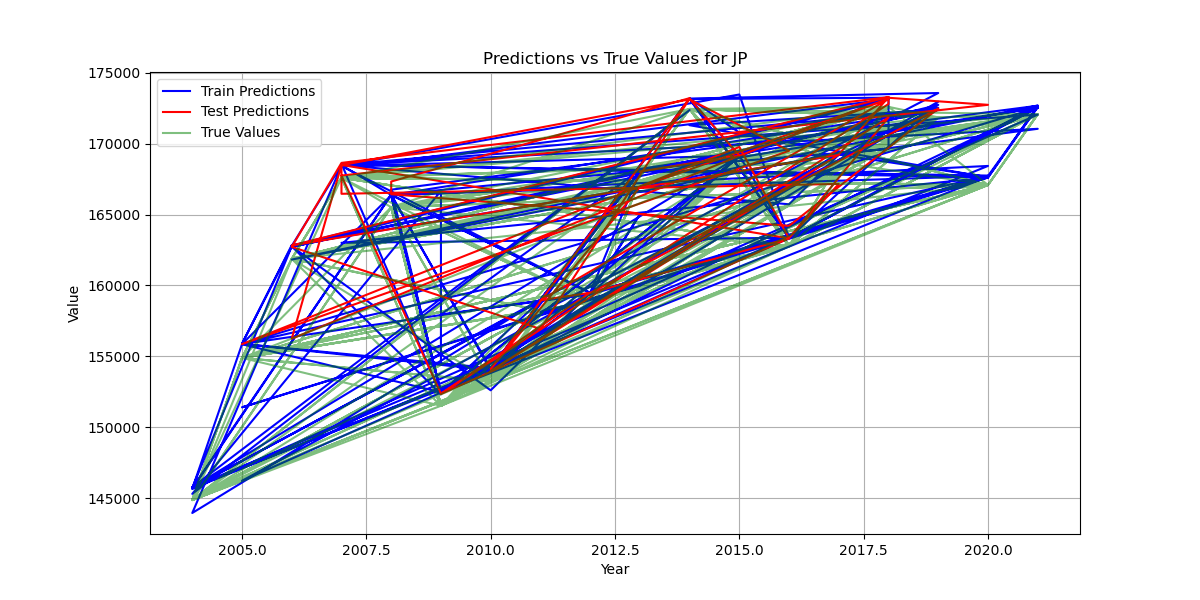 Predictions vs True Values for JP
175000
170000
165000
160000
155000
150000
145000
Value
Train Predictions
Test Predictions
True Values
2005.0 2007.5 2010.0 2012.5 2015.0 2017.5 2020.0
Year